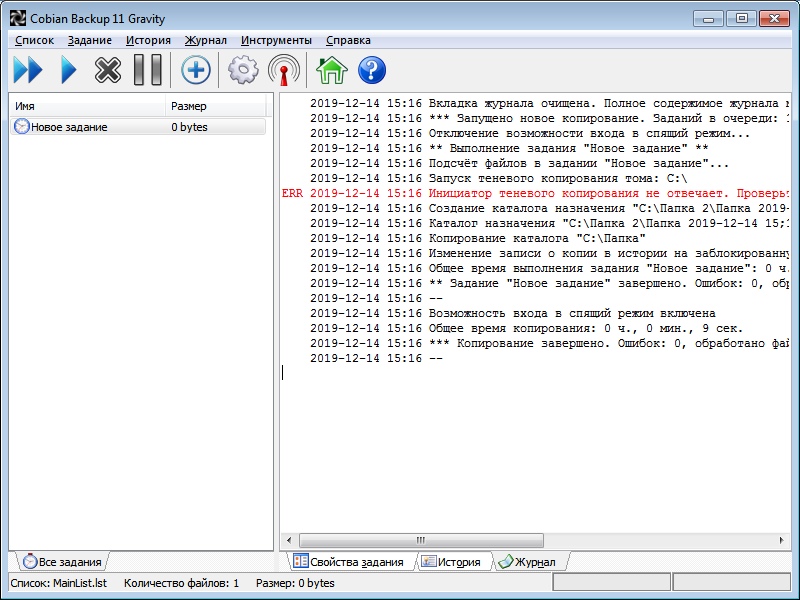 Cobian Backup 11 Gravity
Список Задание История Журнал Инструменты Справка
Имя Размер
Новое задание 0 bytes
2019-12-14 15:16 Вкладка журнала очищена. Полное содержимое журнала
2019-12-14 15:16 *** Запущено новое копирование. Заданий в очереди: 1
2019-12-14 15:16 Отключение возможности входа в спящий режим...
2019-12-14 15:16 ** Выполнение задания "Новое задание" **
2019-12-14 15:16 Подсчёт файлов в задании "Новое задание"...
2019-12-14 15:16 Запуск теневого копирования тома: C:\
ERR 2019-12-14 15:16 Инициатор теневого копирования не отвечает. Проверьт
2019-12-14 15:16 Создание каталога назначения "C:\Папка 2\Папка 2019-
2019-12-14 15:16 Каталог назначения "C:\Папка 2\Папка 2019-12-14 15;1
2019-12-14 15:16 Копирование каталога "C:\Папка"
2019-12-14 15:16 Изменение записи о копии в истории на заблокированну
2019-12-14 15:16 Общее время выполнения задания "Новое задание": 0 ч.
2019-12-14 15:16 ** Задание "Новое задание" завершено. Ошибок: 0, обр
2019-12-14 15:16 --
2019-12-14 15:16 Возможность входа в спящий режим включена
2019-12-14 15:16 Общее время копирования: 0 ч., 0 мин., 9 сек.
2019-12-14 15:16 *** Копирование завершено. Ошибок: 0, обработано фай
2019-12-14 15:16 --
Все задания
Свойства задания История Журнал
Список: MainList.lst Количество файлов: 1 Размер: 0 bytes